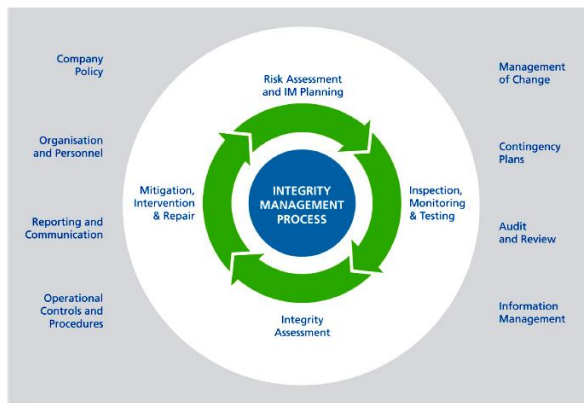 Company
Policy
Organisation
and Personnel
Reporting and
Communication
Operational
Controls and
Procedures
Risk Assessment
and IM Planning
Mitigation,
Intervention
& Repair
INTEGRITY
MANAGEMENT
PROCESS
Inspection,
Monitoring
& Testing
Integrity
Assessment
Management
of Change
Contingency
Plans
Audit
and Review
Information
Management